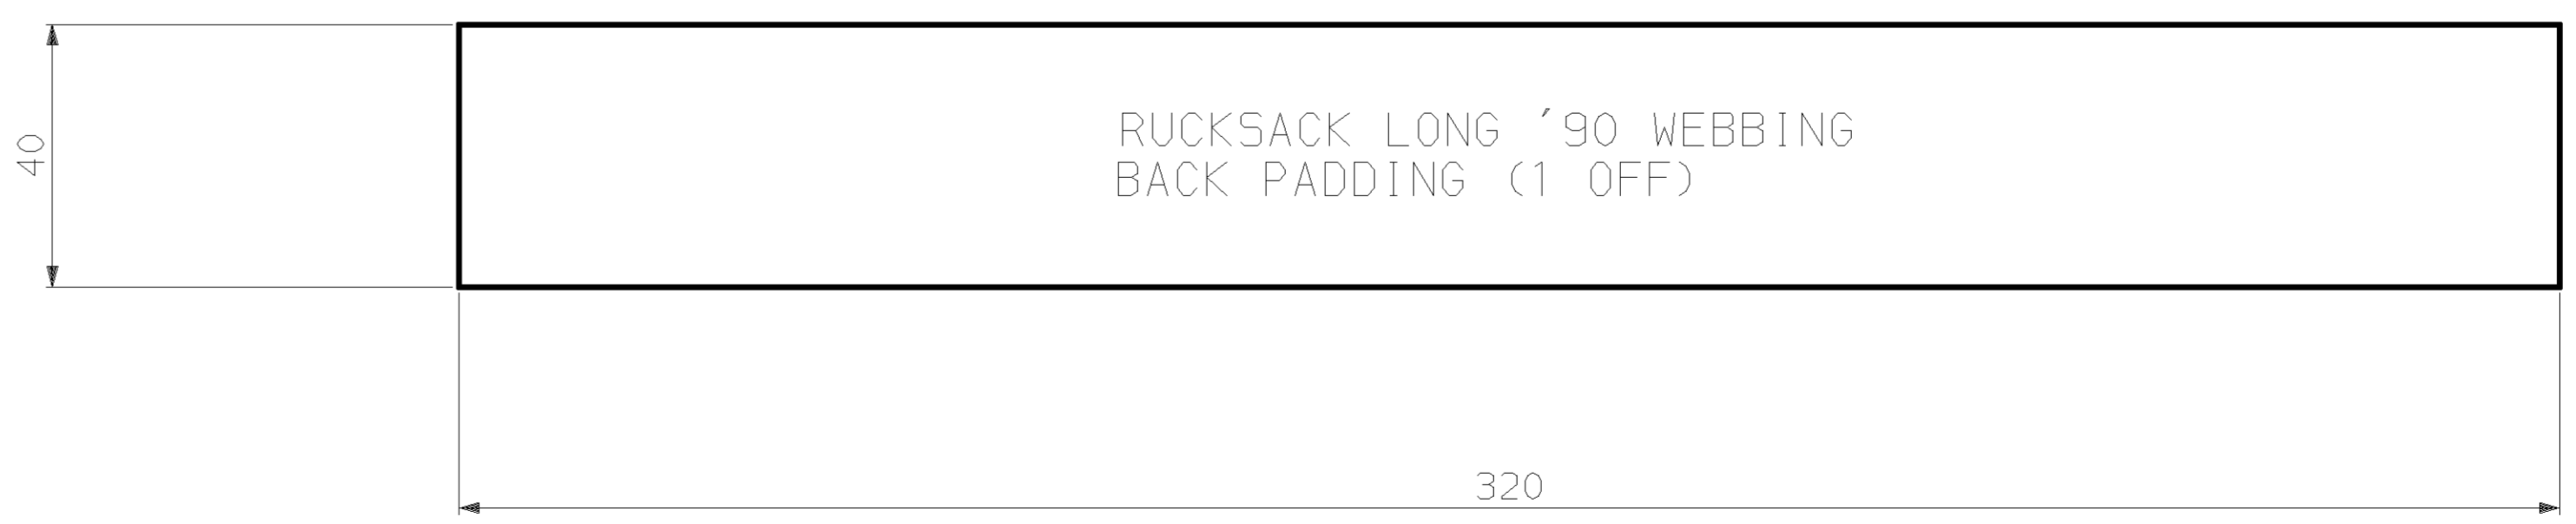 RUCKSACK LONG ´90 WEBBING
BACK PADDING (1 OFF)
40
320